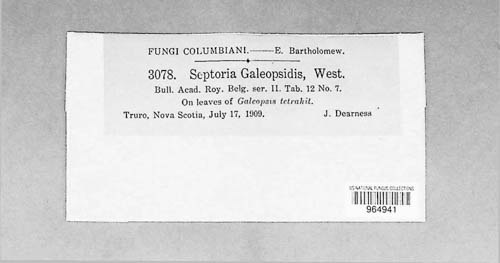 FUNGI COLUMBIANI.——E. Bartholomew.
3078. Septoria Galeopsidis, West.
Bull. Acad. Roy. Belg. ser. II. Tab. 12 No. 7.
On leaves of Galeopsis tetrahit.
Truro, Nova Scotia, July 17, 1909. J. Dearness
US NATIONAL FUNGUS COLLECTIONS
964941